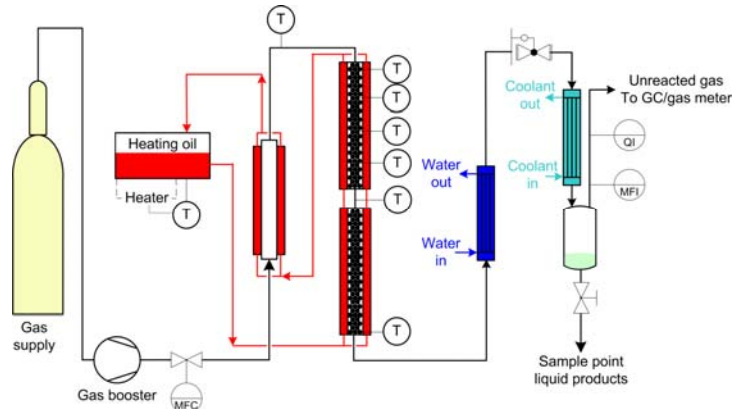 T
T
T
T
T
T
T
T
T
Heating oil
Heater
Gas
supply
Gas booster
MFC
Water
out
Water
in
Coolant
out
Coolant
in
Unreacted gas
To GC/gas meter
QI
MFI
Sample point
liquid products